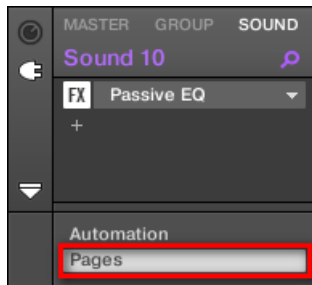 MASTER GROUP SOUND
Sound 10
FX Passive EQ
+
Automation
Pages